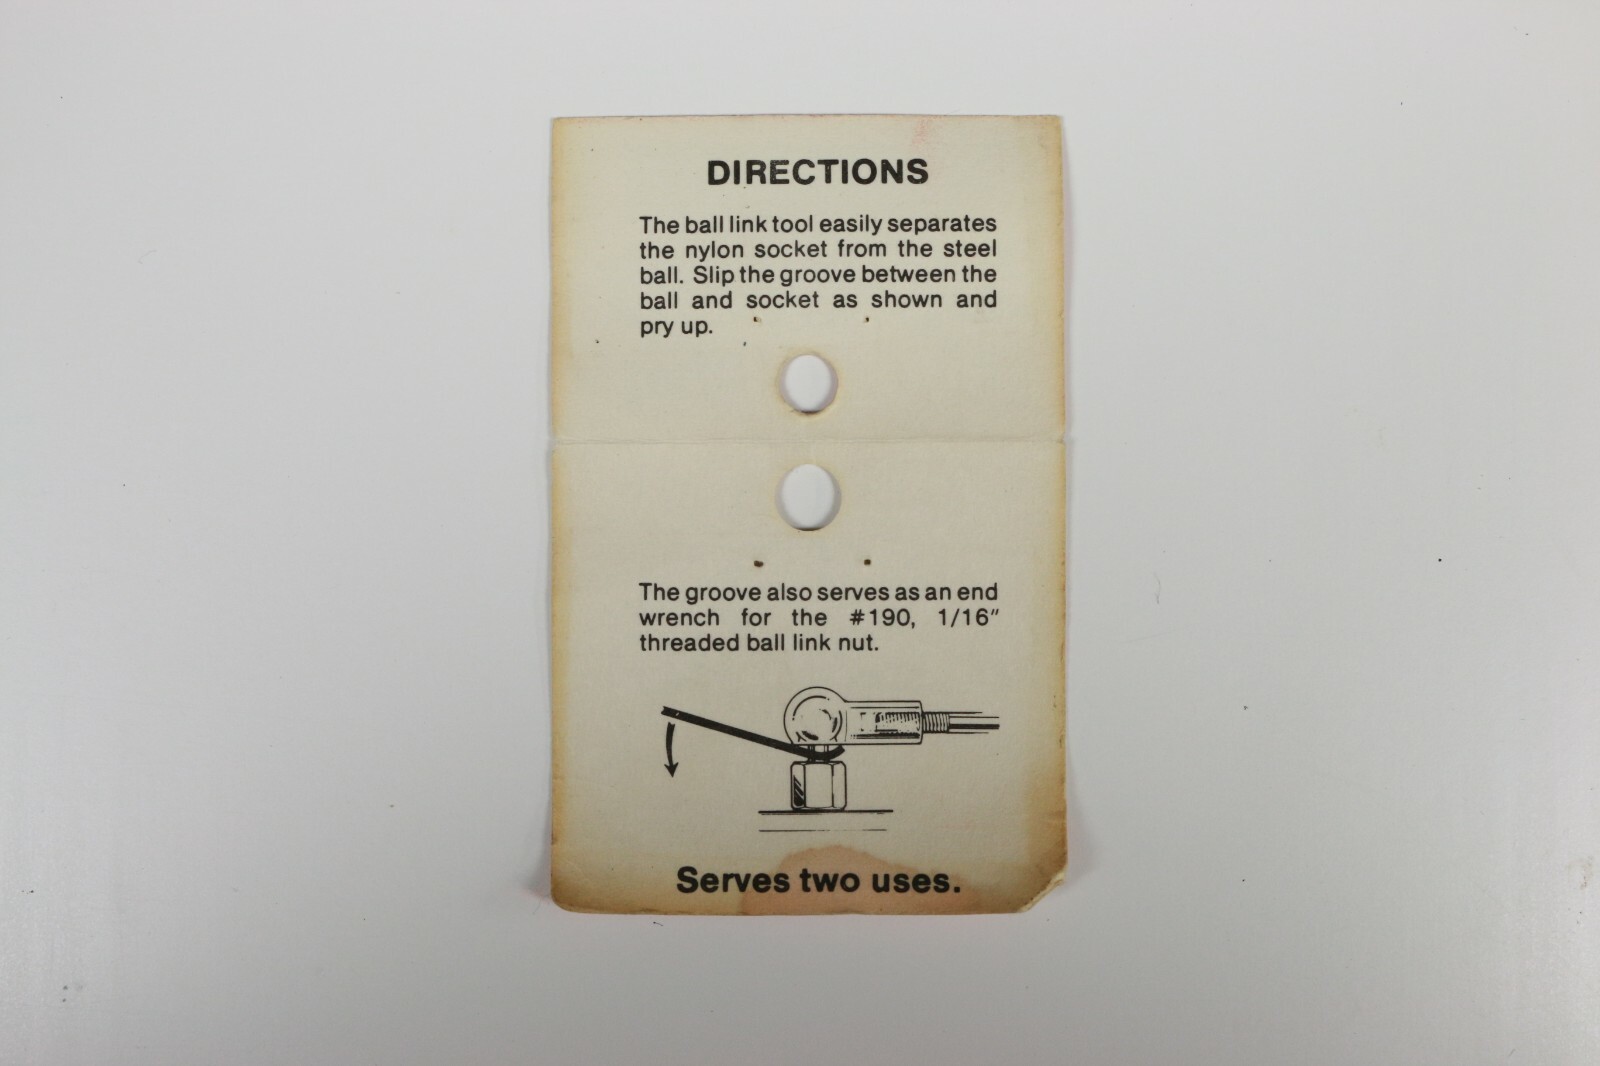 DIRECTIONS
The ball link tool easily separates
the nylon socket from the steel
ball. Slip the groove between the
ball and socket as shown and
pry up.
The groove also serves as an end
wrench for the #190, 1/16"
threaded ball link nut.
Serves two uses.